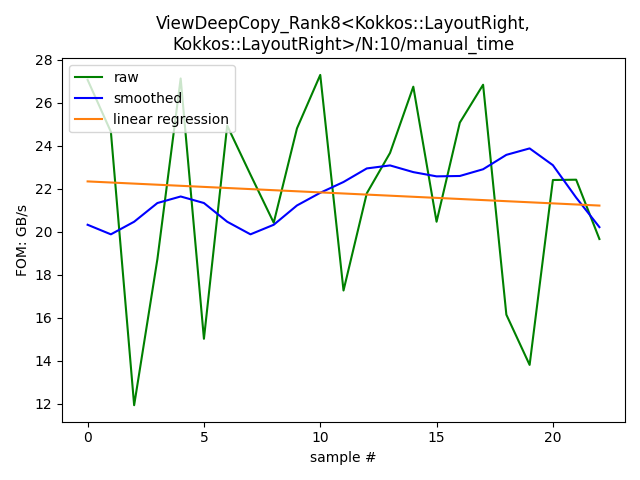 ViewDeepCopy_Rank8<Kokkos::LayoutRight,
Kokkos::LayoutRight>/N:10/manual_time
28
26
24
22
20
18
16
14
12
FOM: GB/s
raw
smoothed
linear regression
0
5
10
15
20
sample #